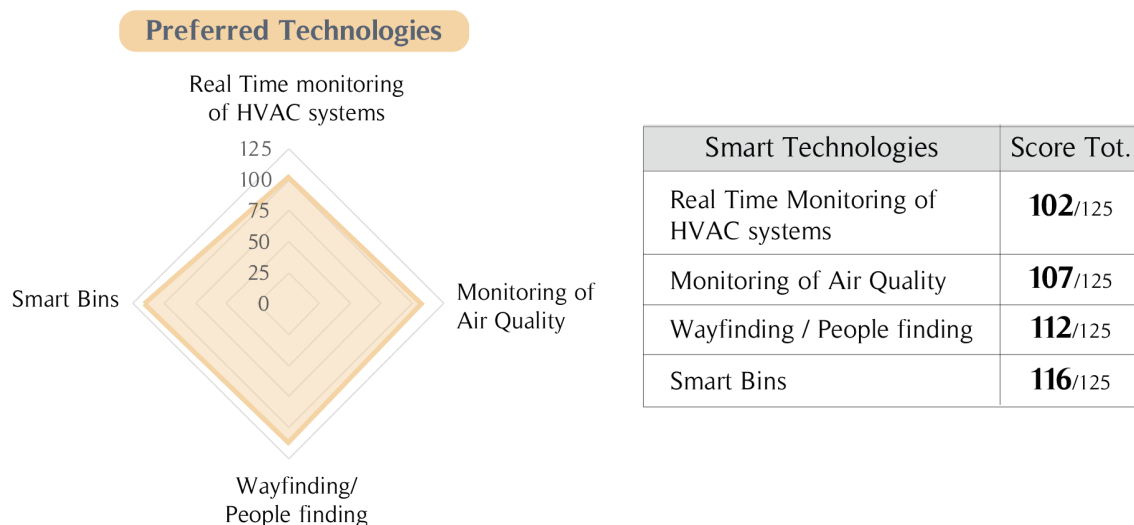 Preferred Technologies
Real Time monitoring
of HVAC systems
125
100
75
50
25
0
Smart Bins
Monitoring of
Air Quality
Wayfinding/
People finding
Smart Technologies Score Tot.
Real Time Monitoring of
HVAC systems
102/125
Monitoring of Air Quality 107/125
Wayfinding / People finding 112/125
Smart Bins 116/125